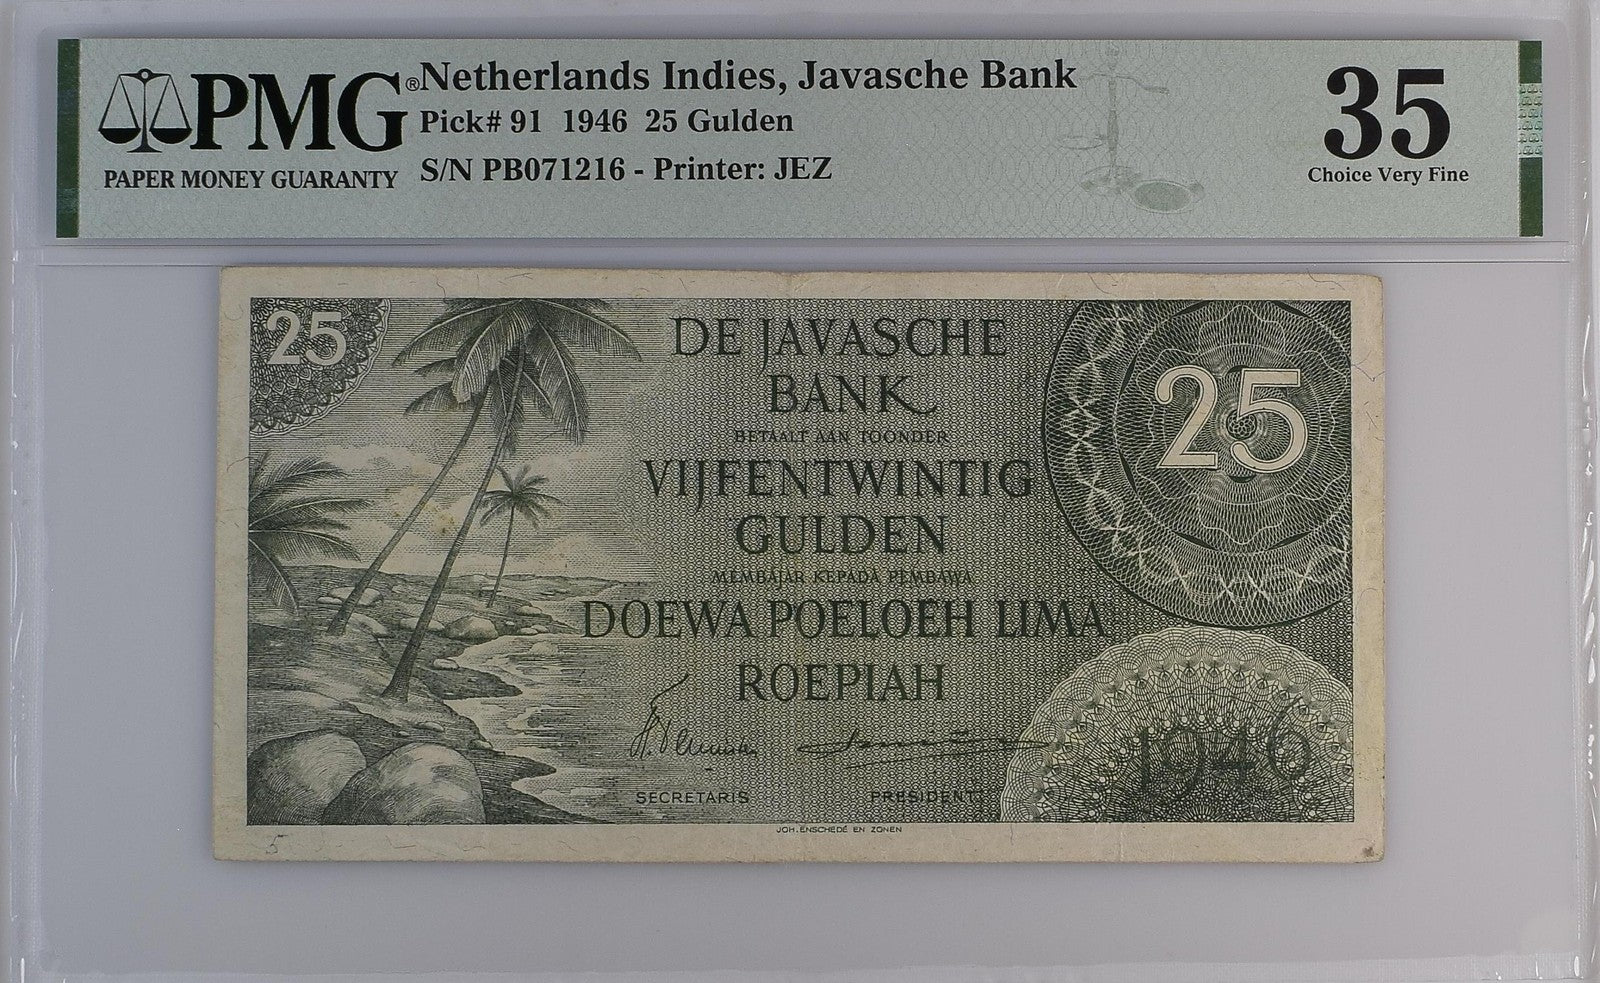 PMG®
PAPER MONEY GUARANTY
Netherlands Indies, Javasche Bank
Pick# 91 1946 25 Gulden
S/N PB071216 - Printer: JEZ
35
Choice Very Fine
25
DE JAVASCHE
BANK
BETAALT AAN TOONDER
VIJFENTWINTIG
GULDEN
MEMBAJAR KEPADA PEMBAWA
DOEWA POELOEH LIMA
ROEPIAH
25
1946
SECRETARIS
PRESIDENT
JOH. ENSCHEDÉ EN ZONEN
5